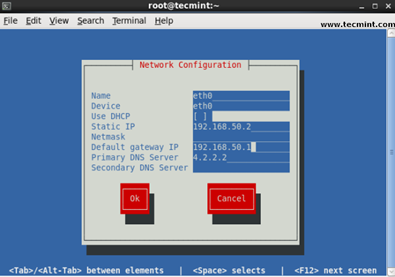 root@tecmint:~
File Edit View Search Terminal Help
www.tecmint.com
Network Configuration
Name eth0
Device eth0
Use DHCP [ ]
Static IP 192.168.50.2
Netmask
Default gateway IP 192.168.50.1
Primary DNS Server 4.2.2.2
Secondary DNS Server
Ok Cancel
<Tab>/<Alt-Tab> between elements | <Space> selects | <F12> next screen